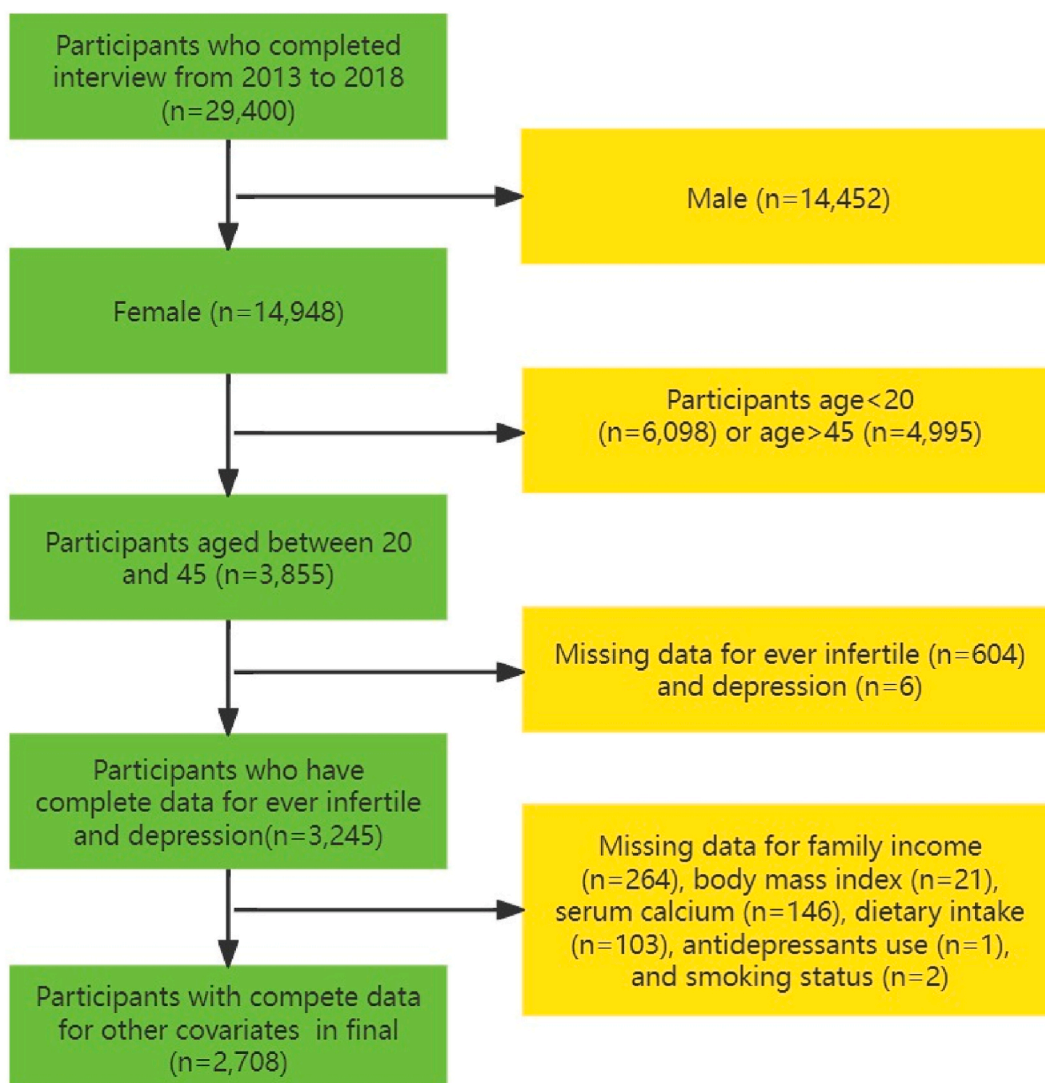 Participants who completed
interview from 2013 to 2018
(n=29,400)
Male (n=14,452)
Female (n=14,948)
Participants age<20
(n=6,098) or age>45 (n=4,995)
Participants aged between 20
and 45 (n=3,855)
Missing data for ever infertile (n=604)
and depression (n=6)
Participants who have
complete data for ever infertile
and depression(n=3,245)
Missing data for family income
(n=264), body mass index (n=21),
serum calcium (n=146), dietary intake
(n=103), antidepressants use (n=1),
and smoking status (n=2)
Participants with compete data
for other covariates in final
(n=2,708)